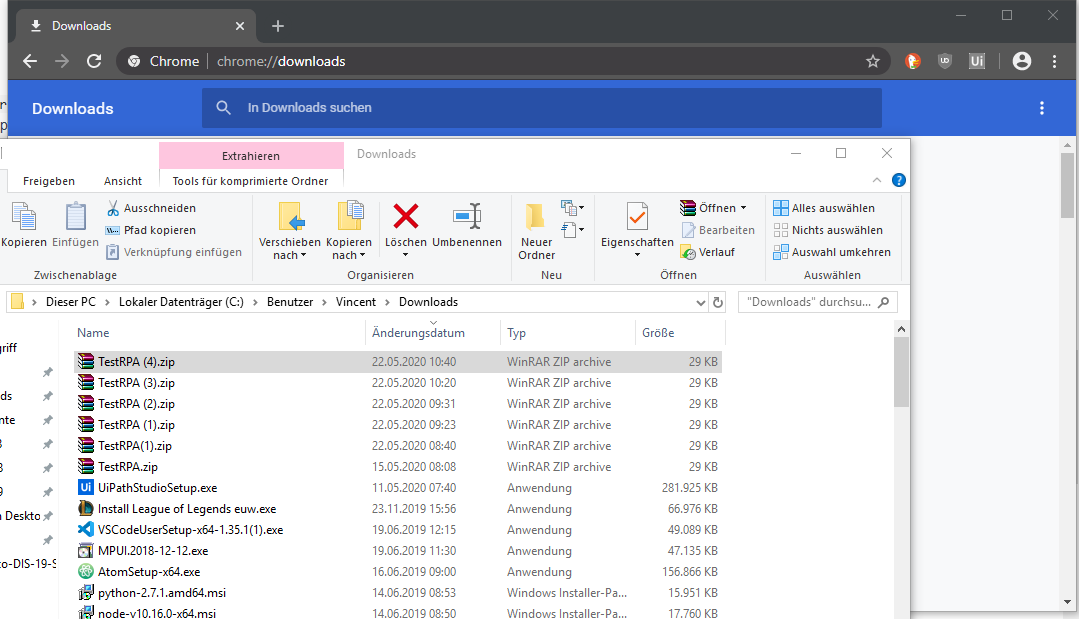 Downloads
Chrome chrome://downloads
Downloads In Downloads suchen
Extrahieren Downloads
Freigeben Ansicht Tools für komprimierte Ordner
Kopieren Einfügen Ausschneiden Pfad kopieren Verknüpfung einfügen
Zwischenablage
Verschieben nach Kopieren nach Löschen Umbenennen
Organisieren
Neuer Ordner
Neu
Eigenschaften Öffnen Bearbeiten Verlauf
Öffnen
Alles auswählen
Nichts auswählen
Auswahl umkehren
Auswählen
Dieser PC > Lokaler Datenträger (C:) > Benutzer > Vincent > Downloads "Downloads" durchsu...
Name Änderungsdatum Typ Größe
TestRPA (4).zip 22.05.2020 10:40 WinRAR ZIP archive 29 KB
TestRPA (3).zip 22.05.2020 10:20 WinRAR ZIP archive 29 KB
TestRPA (2).zip 22.05.2020 09:31 WinRAR ZIP archive 29 KB
TestRPA (1).zip 22.05.2020 09:23 WinRAR ZIP archive 29 KB
TestRPA(1).zip 22.05.2020 08:40 WinRAR ZIP archive 29 KB
TestRPA.zip 15.05.2020 08:08 WinRAR ZIP archive 29 KB
UiPathStudioSetup.exe 11.05.2020 07:40 Anwendung 281.925 KB
Install League of Legends euw.exe 23.11.2019 15:56 Anwendung 66.976 KB
VSCodeUserSetup-x64-1.35.1(1).exe 19.06.2019 12:15 Anwendung 49.089 KB
MPUI.2018-12-12.exe 19.06.2019 11:30 Anwendung 47.135 KB
AtomSetup-x64.exe 16.06.2019 09:00 Anwendung 156.866 KB
python-2.7.1.amd64.msi 14.06.2019 08:53 Windows Installer-Pa... 15.951 KB
node-v10.16.0-x64.msi 14.06.2019 08:50 Windows Installer-Pa... 17.760 KB